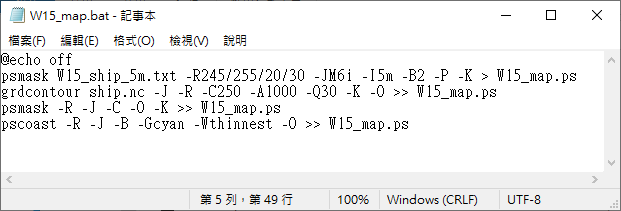 W15_map.bat - 記事本
檔案(F) 編輯(E) 格式(O) 檢視(V) 說明
@echo off
psmask W15_ship_5m.txt -R245/255/20/30 -JM6i -I5m -B2 -P -K > W15_map.ps
grdcontour ship.nc -J -R -C250 -A1000 -Q30 -K -O >> W15_map.ps
psmask -R -J -C -O -K >> W15_map.ps
pscoast -R -J -B -Gcyan -Wthinnest -O >> W15_map.ps
第 5 列，第 49 行 100% Windows (CRLF) UTF-8